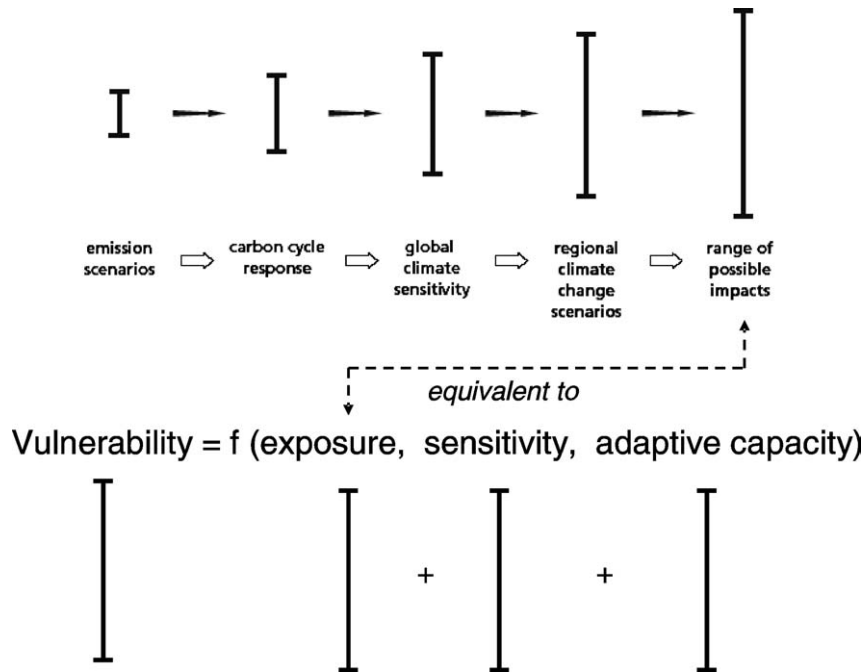 emission
scenarios
carbon cycle
response
global
climate
sensitivity
regional
climate
change
scenarios
range of
possible
impacts
equivalent to
Vulnerability = f (exposure, sensitivity, adaptive capacity)
+ +